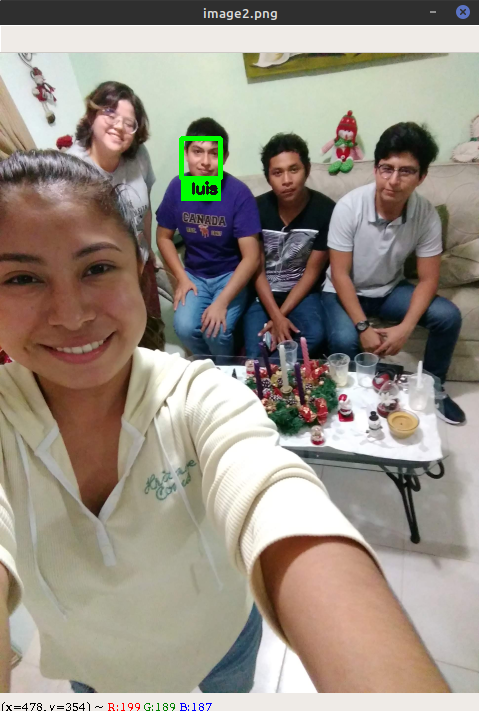 image2.png
luis
CANADA
(x=478, y=354) ~ R:199 G:189 B:187